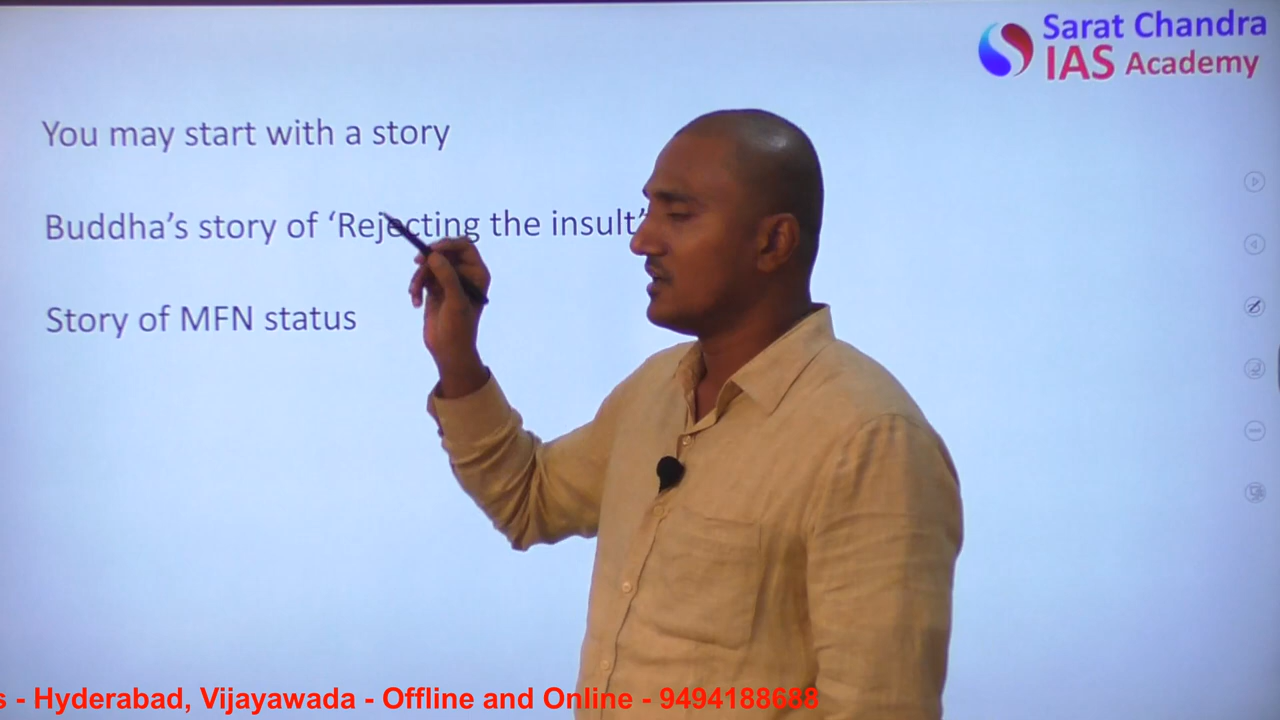 Sarat Chandra
IAS Academy
You may start with a story
Buddha's story of ‘Rejecting the insult’
Story of MFN status
s - Hyderabad, Vijayawada - Offline and Online - 9494188688